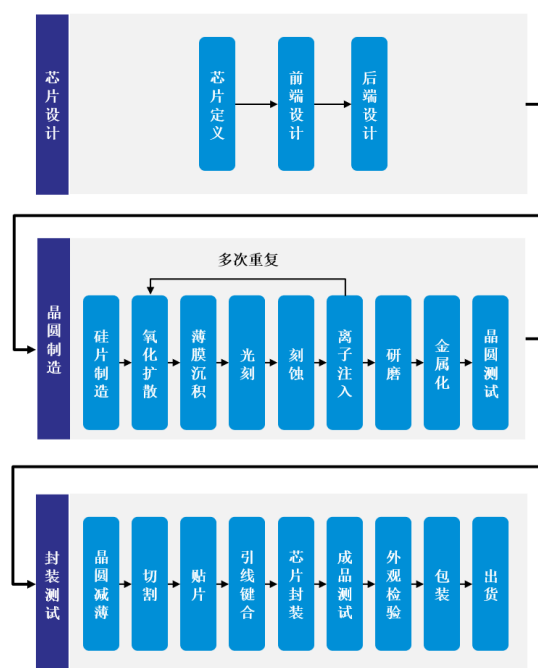 芯片设计
芯片定义
前端设计
后端设计
多次重复
晶圆制造
硅片制造
氧化扩散
薄膜沉积
光刻
刻蚀
离子注入
研磨
金属化
晶圆测试
封装测试
晶圆减薄
切割
贴片
引线键合
芯片封装
成品测试
外观检验
包装
出货